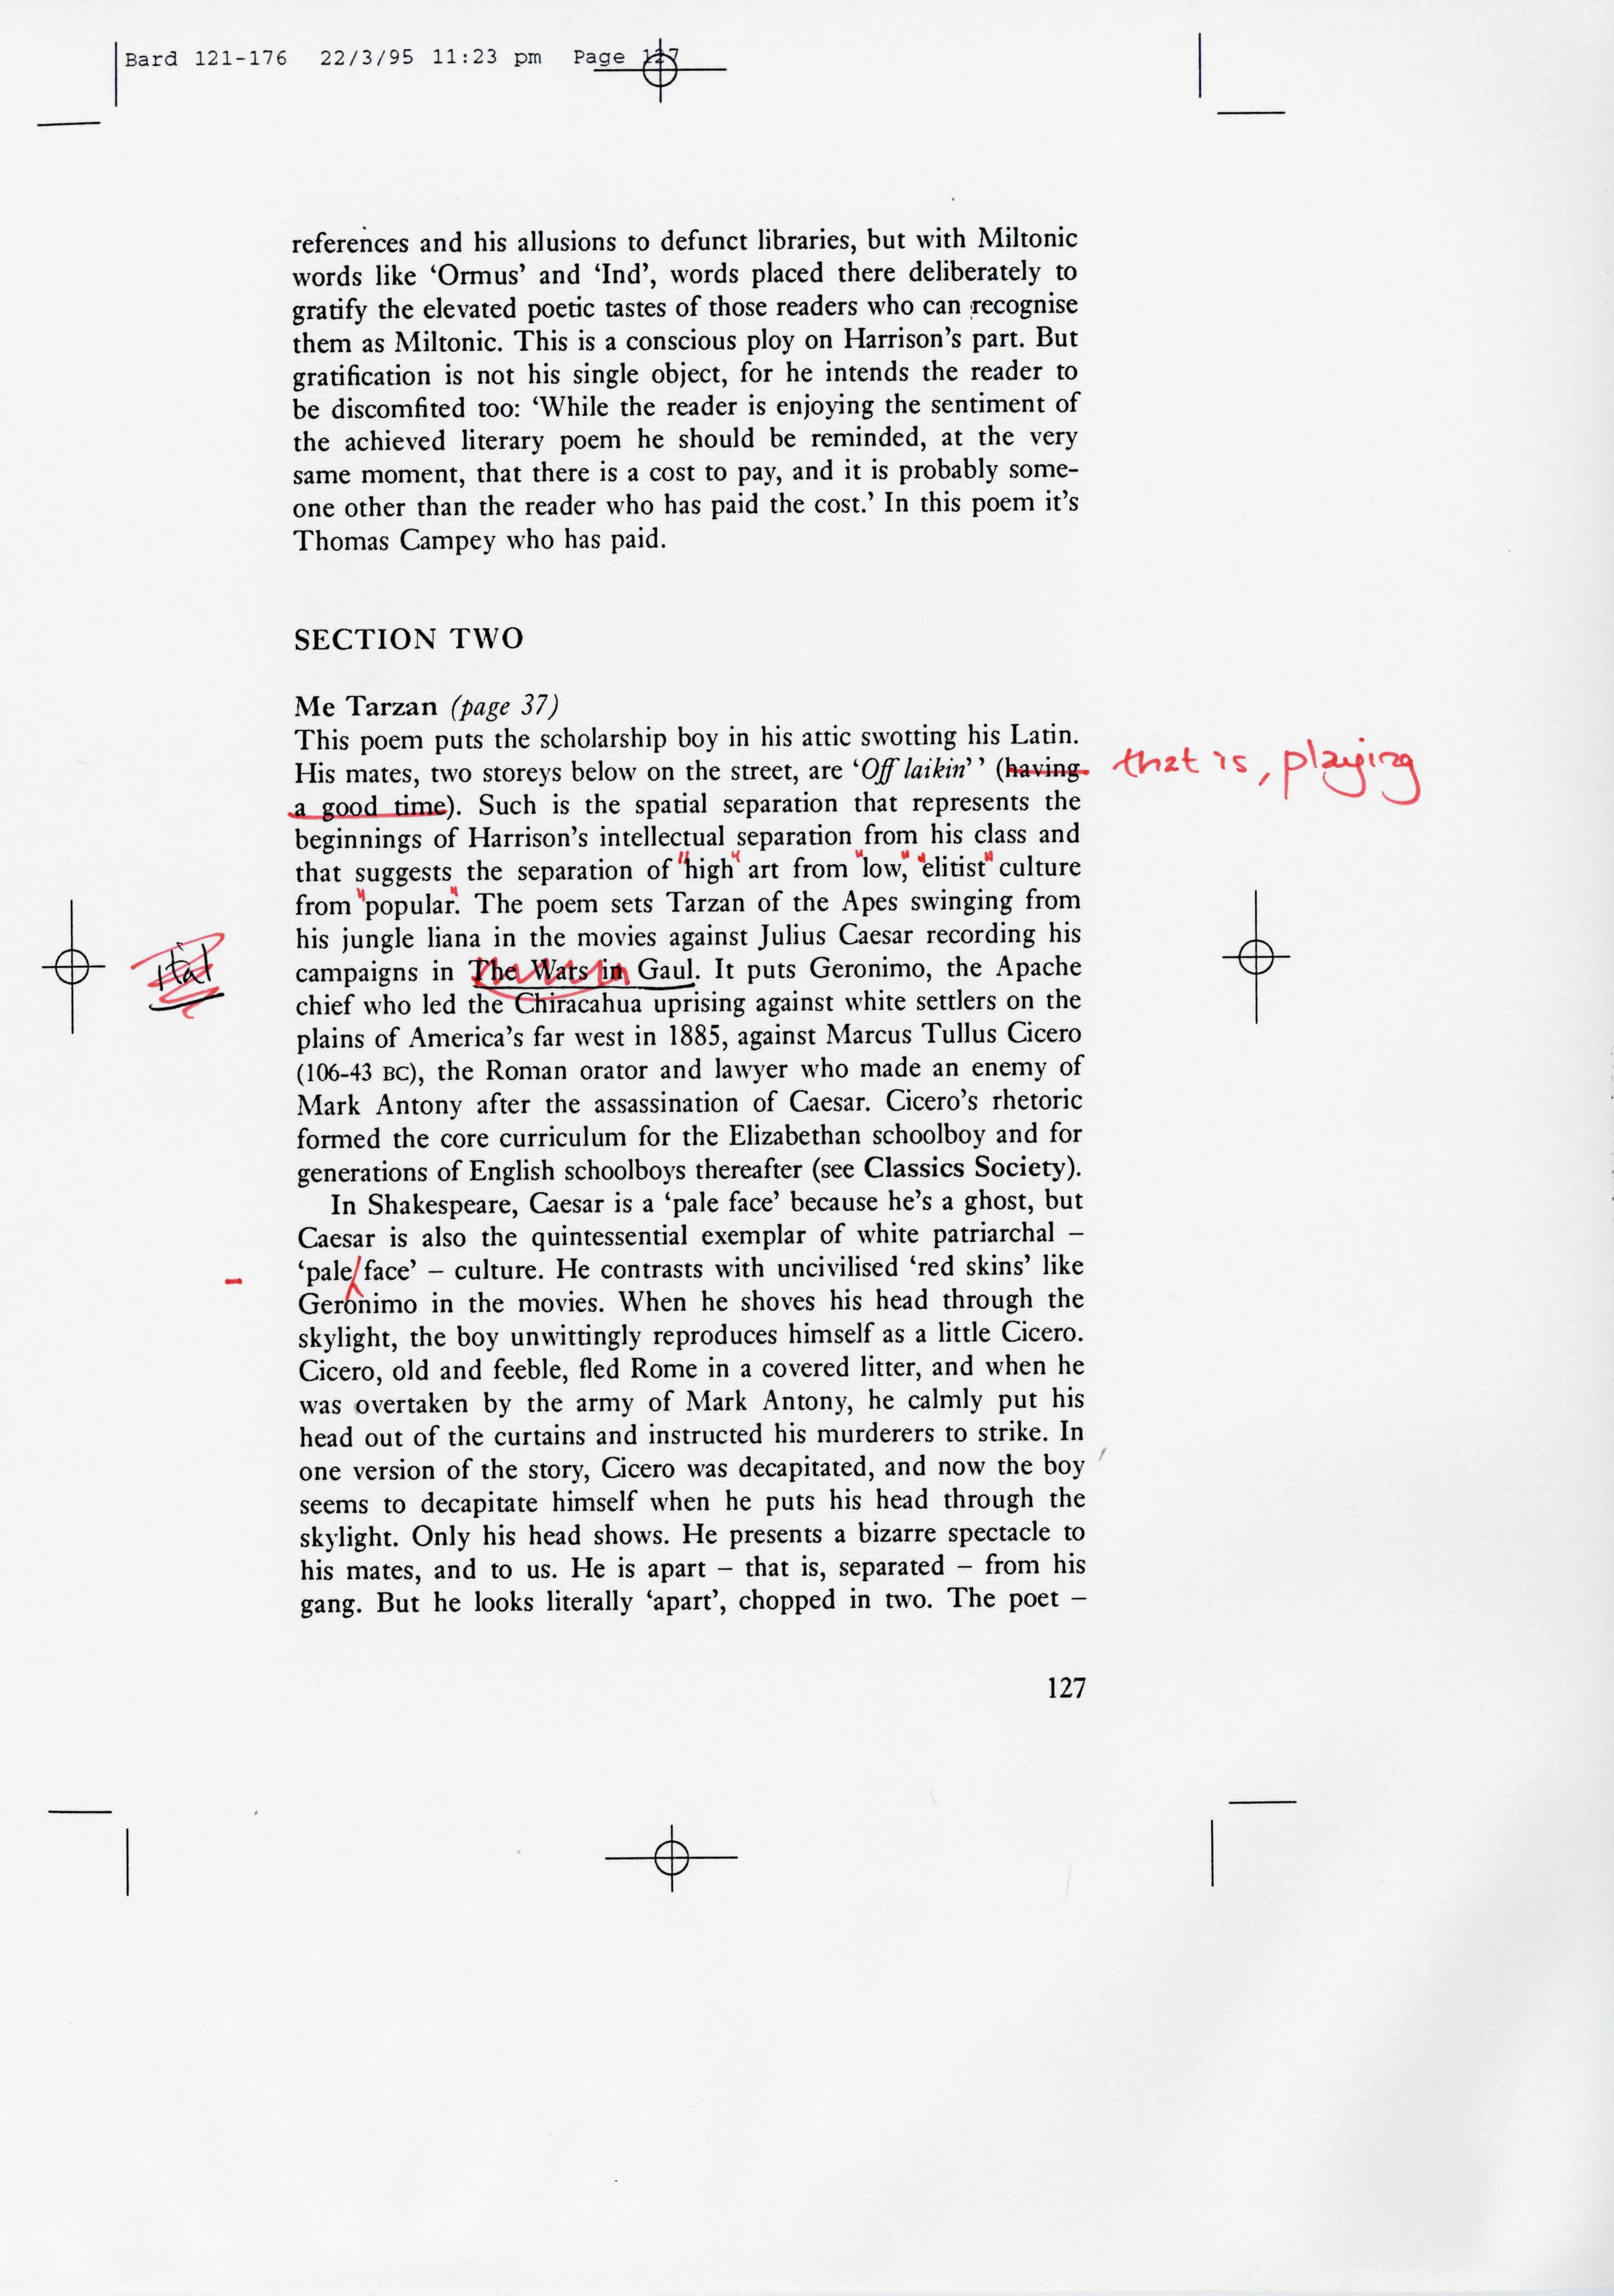 Bard 121-176 22/3/95 11:23 pm Page 127
references and his allusions to defunct libraries, but with Miltonic
words like ‘Ormus’ and ‘Ind’, words placed there deliberately to
gratify the elevated poetic tastes of those readers who can recognise
them as Miltonic. This is a conscious ploy on Harrison’s part. But
gratification is not his single object, for he intends the reader to
be discomfited too: ‘While the reader is enjoying the sentiment of
the achieved literary poem he should be reminded, at the very
same moment, that there is a cost to pay, and it is probably some-
one other than the reader who has paid the cost.’ In this poem it’s
Thomas Campey who has paid.
SECTION TWO
Me Tarzan (page 37)
This poem puts the scholarship boy in his attic swotting his Latin.
His mates, two storeys below on the street, are ‘Off laikin’’ (having
that is, playing
a good time). Such is the spatial separation that represents the
beginnings of Harrison’s intellectual separation from his class and
that suggests the separation of "high" art from "low," "elitist" culture
from "popular". The poem sets Tarzan of the Apes swinging from
his jungle liana in the movies against Julius Caesar recording his
ital
campaigns in The Wars in Gaul. It puts Geronimo, the Apache
chief who led the Chiracahua uprising against white settlers on the
plains of America’s far west in 1885, against Marcus Tullus Cicero
(106-43 BC), the Roman orator and lawyer who made an enemy of
Mark Antony after the assassination of Caesar. Cicero’s rhetoric
formed the core curriculum for the Elizabethan schoolboy and for
generations of English schoolboys thereafter (see Classics Society).
In Shakespeare, Caesar is a ‘pale face’ because he’s a ghost, but
Caesar is also the quintessential exemplar of white patriarchal –
‘pale/face’ – culture. He contrasts with uncivilised ‘red skins’ like
Geronimo in the movies. When he shoves his head through the
skylight, the boy unwittingly reproduces himself as a little Cicero.
Cicero, old and feeble, fled Rome in a covered litter, and when he
was overtaken by the army of Mark Antony, he calmly put his
head out of the curtains and instructed his murderers to strike. In
one version of the story, Cicero was decapitated, and now the boy
seems to decapitate himself when he puts his head through the
skylight. Only his head shows. He presents a bizarre spectacle to
his mates, and to us. He is apart – that is, separated – from his
gang. But he looks literally ‘apart’, chopped in two. The poet –
127